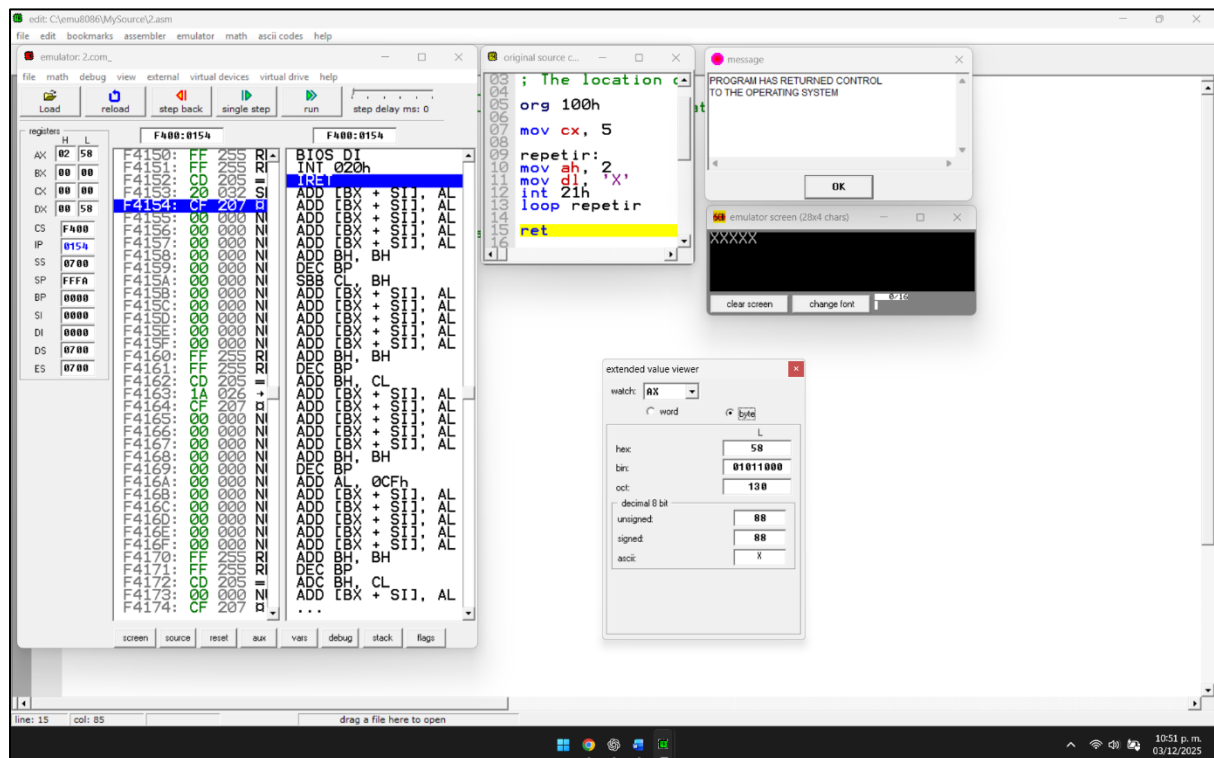 edit: C:\emu8086\MySource\2.asm
file edit bookmarks assembler emulator math ascii codes help
emulator: 2.com_
file math debug view external virtual devices virtual drive help
Load reload step back single step run step delay ms: 0
registers
H L
F400:0154 F400:0154
AX 02 58
BX 00 00
CX 00 00
DX 00 58
CS F400
IP 0154
SS 0700
SP FFFA
BP 0000
SI 0000
DI 0000
DS 0700
ES 0700
F4150: FF 255
F4151: FF 255
F4152: CD 205 =
F4153: 20 032
F4154: CF 207
F4155: 00 000
F4156: 00 000
F4157: 00 000
F4158: 00 000
F4159: 00 000
F415A: 00 000
F415B: 00 000
F415C: 00 000
F415D: 00 000
F415E: 00 000
F415F: 00 000
F4160: FF 255
F4161: FF 255
F4162: CD 205 =
F4163: 1A 026 →
F4164: CF 207
F4165: 00 000
F4166: 00 000
F4167: 00 000
F4168: 00 000
F4169: 00 000
F416A: 00 000
F416B: 00 000
F416C: 00 000
F416D: 00 000
F416E: 00 000
F416F: 00 000
F4170: FF 255
F4171: FF 255
F4172: CD 205 =
F4173: 00 000
F4174: CF 207
BIOS DI
INT 020h
IRET
ADD [BX + SI], AL
ADD [BX + SI], AL
ADD [BX + SI], AL
ADD [BX + SI], AL
ADD [BX + SI], AL
ADD BH, BH
DEC BP
SBB CL, BH
ADD [BX + SI], AL
ADD [BX + SI], AL
ADD [BX + SI], AL
ADD [BX + SI], AL
ADD [BX + SI], AL
ADD BH, BH
DEC BP
ADD BH, CL
ADD [BX + SI], AL
ADD [BX + SI], AL
ADD [BX + SI], AL
ADD [BX + SI], AL
ADD [BX + SI], AL
ADD BH, BH
DEC BP
ADD AL, 0CFh
ADD [BX + SI], AL
ADD [BX + SI], AL
ADD [BX + SI], AL
ADD [BX + SI], AL
ADD [BX + SI], AL
ADD BH, BH
DEC BP
ADC BH, CL
ADD [BX + SI], AL
...
screen source reset aux vars debug stack flags
original source c...
03 ; The location
04
05 org 100h
06
07 mov cx, 5
08
09 repetir:
10 mov ah, 2
11 mov dl, 'X'
12 int 21h
13 loop repetir
14
15 ret
16
message
PROGRAM HAS RETURNED CONTROL
TO THE OPERATING SYSTEM
OK
emulator screen (28x4 chars)
XXXXX
clear screen change font 0/16
extended value viewer
watch: AX
word byte
L
hex: 58
bin: 01011000
oct: 130
decimal 8 bit
unsigned: 88
signed: 88
ascii: X
line: 15 col: 85 drag a file here to open
10:51 p. m.
03/12/2025